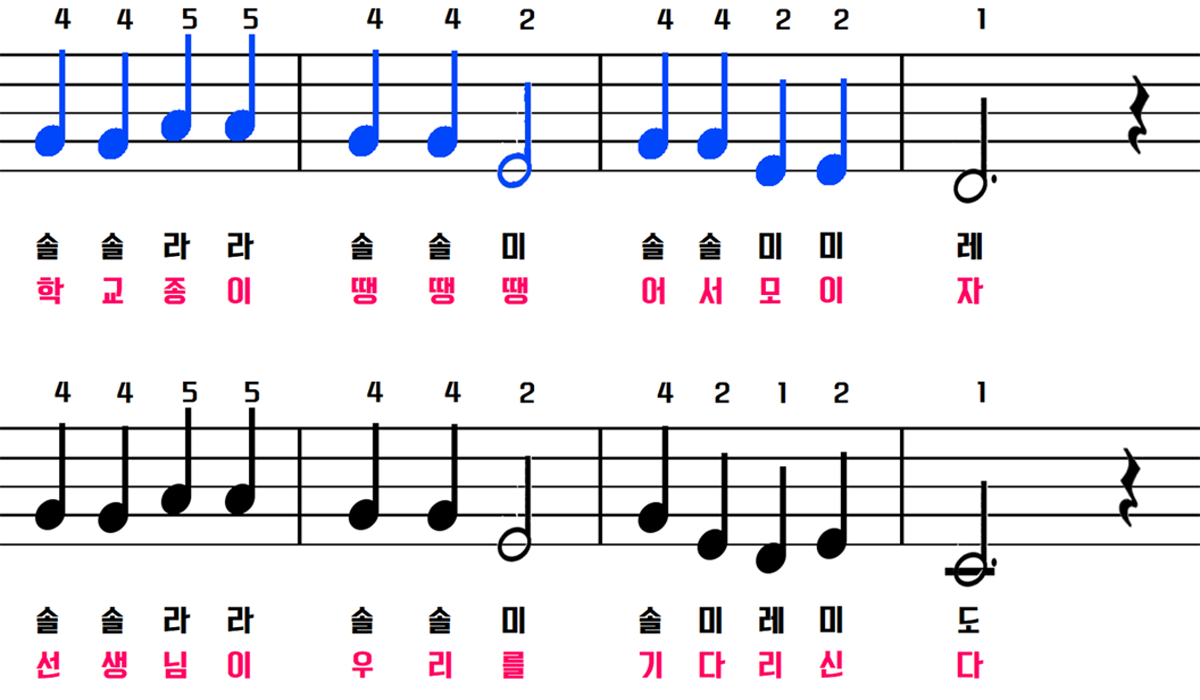 4 4 5 5 4 4 2 4 4 2 2 1
솔 솔 라 라 솔 솔 미 솔 솔 미 미 레
학 교 종 이 땡 땡 땡 어 서 모 이 자
4 4 5 5 4 4 2 4 2 1 2 1
솔 솔 라 라 솔 솔 미 솔 미 레 미 도
선 생 님 이 우 리 를 기 다 리 신 다